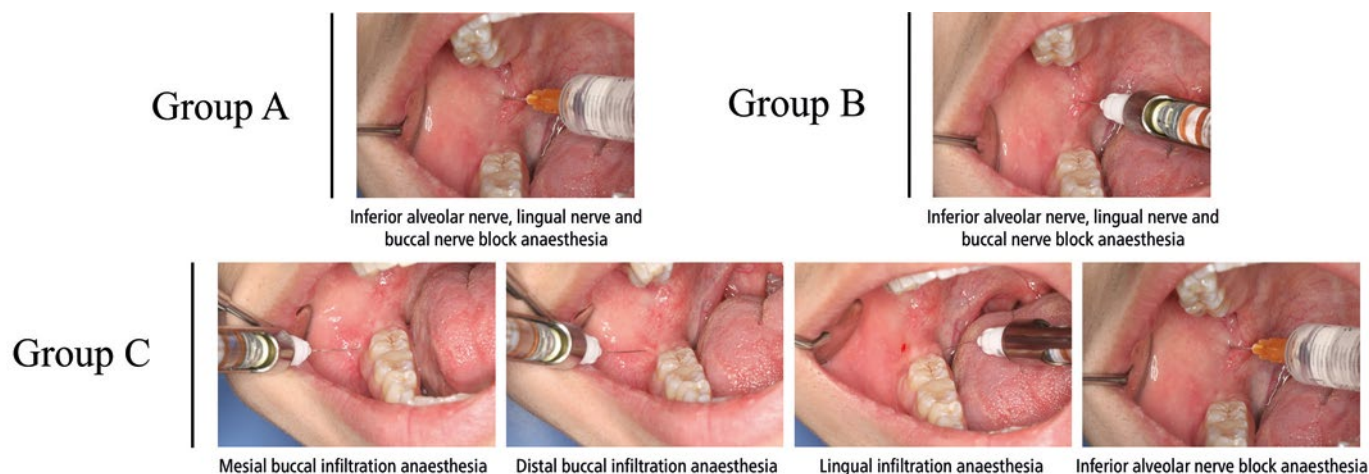 Group A
Inferior alveolar nerve, lingual nerve and
buccal nerve block anaesthesia
Group B
Inferior alveolar nerve, lingual nerve and
buccal nerve block anaesthesia
Group C
Mesial buccal infiltration anaesthesia
Distal buccal infiltration anaesthesia
Lingual infiltration anaesthesia
Inferior alveolar nerve block anaesthesia